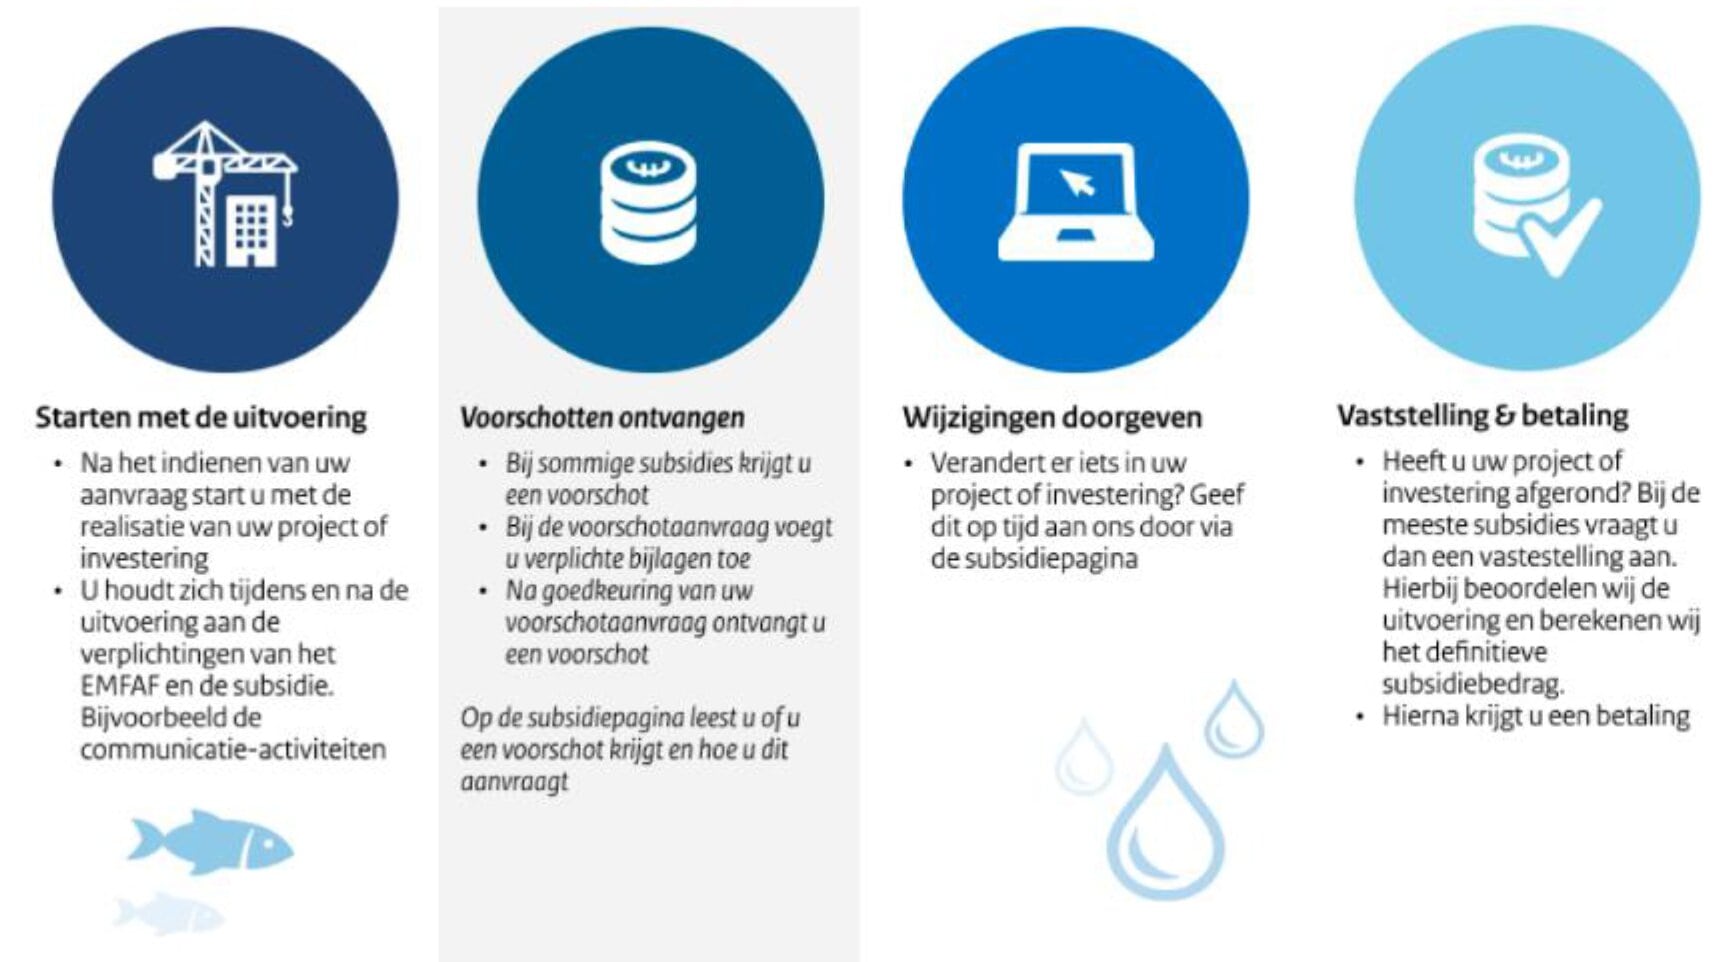 Starten met de uitvoering
• Na het indienen van uw
aanvraag start u met de
realisatie van uw project of
investering
• U houdt zich tijdens en na de
uitvoering aan de
verplichtingen van het
EMFAF en de subsidie.
Bijvoorbeeld de
communicatie-activiteiten
Voorschotten ontvangen
• Bij sommige subsidies krijgt u
een voorschot
• Bij de voorschotaanvraag voegt
u verplichte bijlagen toe
• Na goedkeuring van uw
voorschotaanvraag ontvangt u
een voorschot
Op de subsidiepagina leest u of u
een voorschot krijgt en hoe u dit
aanvraagt
Wijzigingen doorgeven
• Verandert er iets in uw
project of investering? Geef
dit op tijd aan ons door via
de subsidiepagina
Vaststelling & betaling
• Heeft u uw project of
investering afgerond? Bij de
meeste subsidies vraagt u
dan een vastestelling aan.
Hierbij beoordelen wij de
uitvoering en berekenen wij
het definitieve
subsidiebedrag.
• Hierna krijgt u een betaling